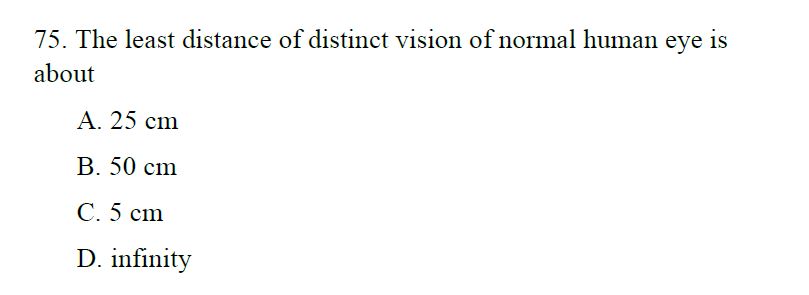 75. The least distance of distinct vision of normal human eye is
about
A. 25 cm
B. 50 cm
C. 5 cm
D. infinity